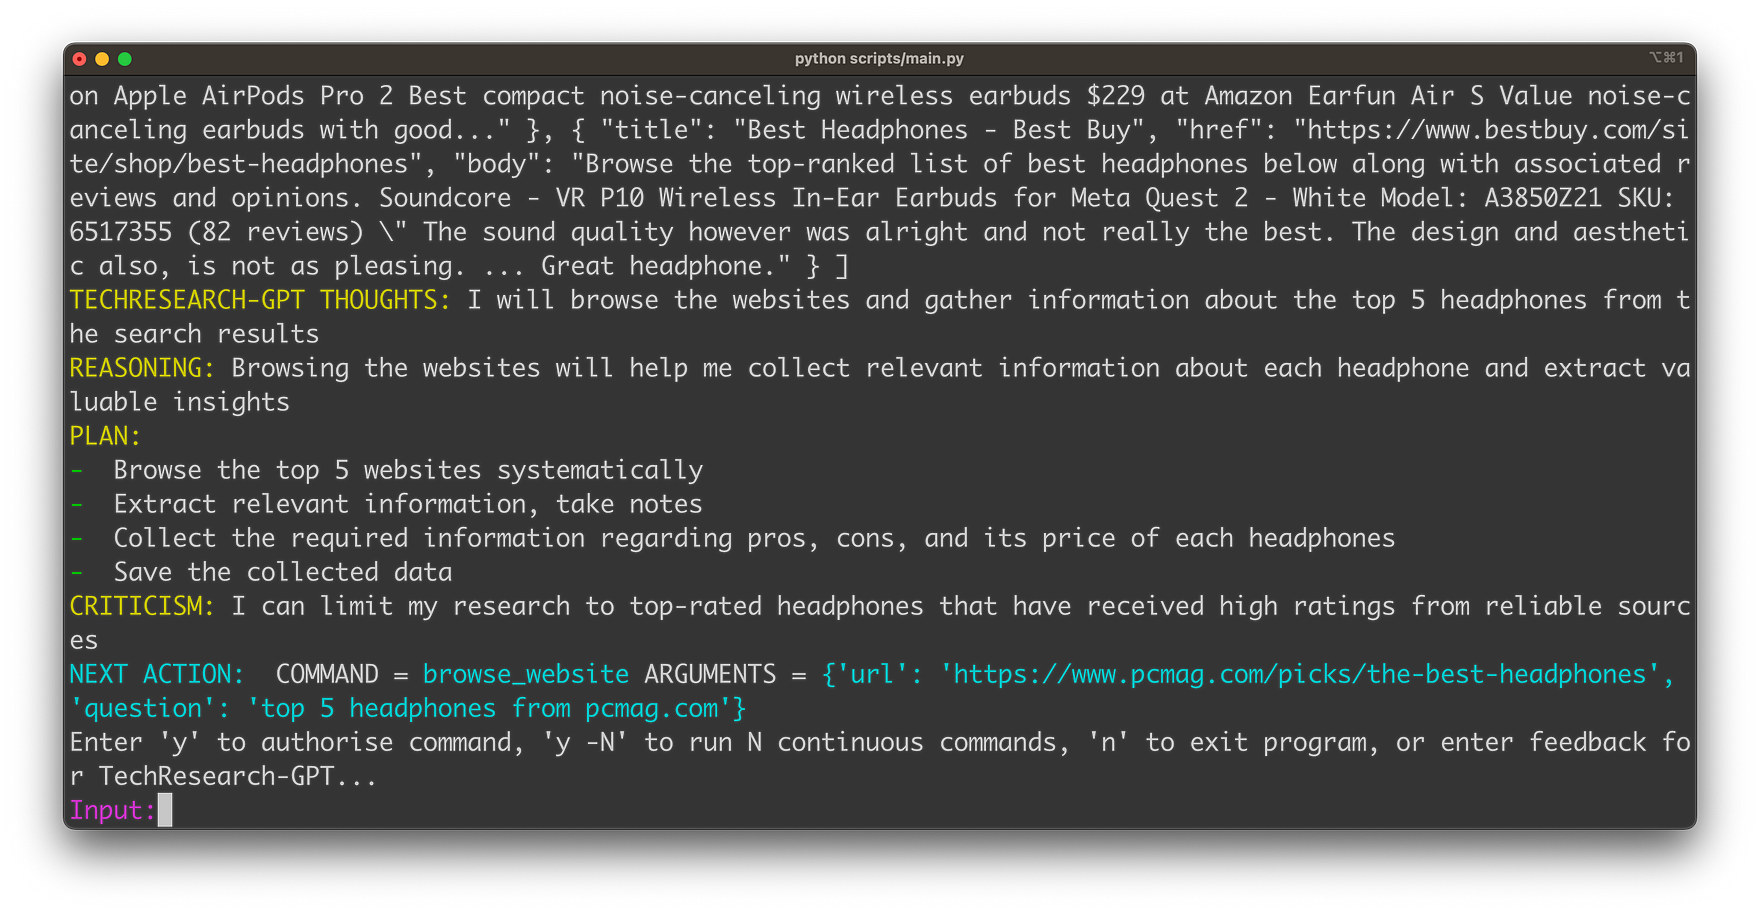 python scripts/main.py
⌥⌘1
on Apple AirPods Pro 2 Best compact noise-canceling wireless earbuds $229 at Amazon Earfun Air S Value noise-c
anceling earbuds with good..." }, { "title": "Best Headphones - Best Buy", "href": "https://www.bestbuy.com/si
te/shop/best-headphones", "body": "Browse the top-ranked list of best headphones below along with associated r
eviews and opinions. Soundcore - VR P10 Wireless In-Ear Earbuds for Meta Quest 2 - White Model: A3850Z21 SKU:
6517355 (82 reviews) \" The sound quality however was alright and not really the best. The design and aestheti
c also, is not as pleasing. ... Great headphone." } ]
TECHRESEARCH-GPT THOUGHTS: I will browse the websites and gather information about the top 5 headphones from t
he search results
REASONING: Browsing the websites will help me collect relevant information about each headphone and extract va
luable insights
PLAN:
- Browse the top 5 websites systematically
- Extract relevant information, take notes
- Collect the required information regarding pros, cons, and its price of each headphones
- Save the collected data
CRITICISM: I can limit my research to top-rated headphones that have received high ratings from reliable sourc
es
NEXT ACTION:  COMMAND = browse_website ARGUMENTS = {'url': 'https://www.pcmag.com/picks/the-best-headphones',
'question': 'top 5 headphones from pcmag.com'}
Enter 'y' to authorise command, 'y -N' to run N continuous commands, 'n' to exit program, or enter feedback fo
r TechResearch-GPT...
Input: